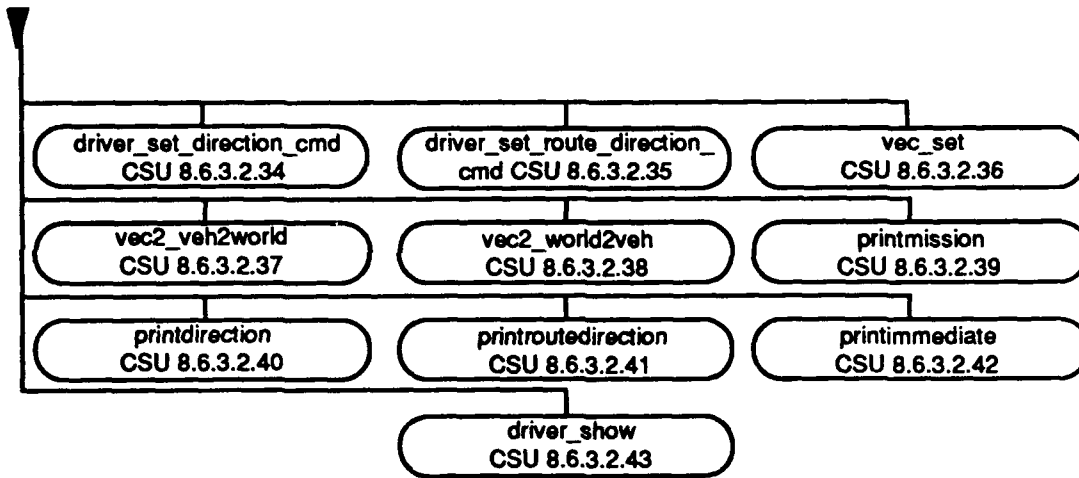 driver_set_direction_cmd
CSU 8.6.3.2.34
driver_set_route_direction_
cmd CSU 8.6.3.2.35
vec_set
CSU 8.6.3.2.36
vec2_veh2world
CSU 8.6.3.2.37
vec2_world2veh
CSU 8.6.3.2.38
printmission
CSU 8.6.3.2.39
printdirection
CSU 8.6.3.2.40
printroutedirection
CSU 8.6.3.2.41
printimmediate
CSU 8.6.3.2.42
driver_show
CSU 8.6.3.2.43